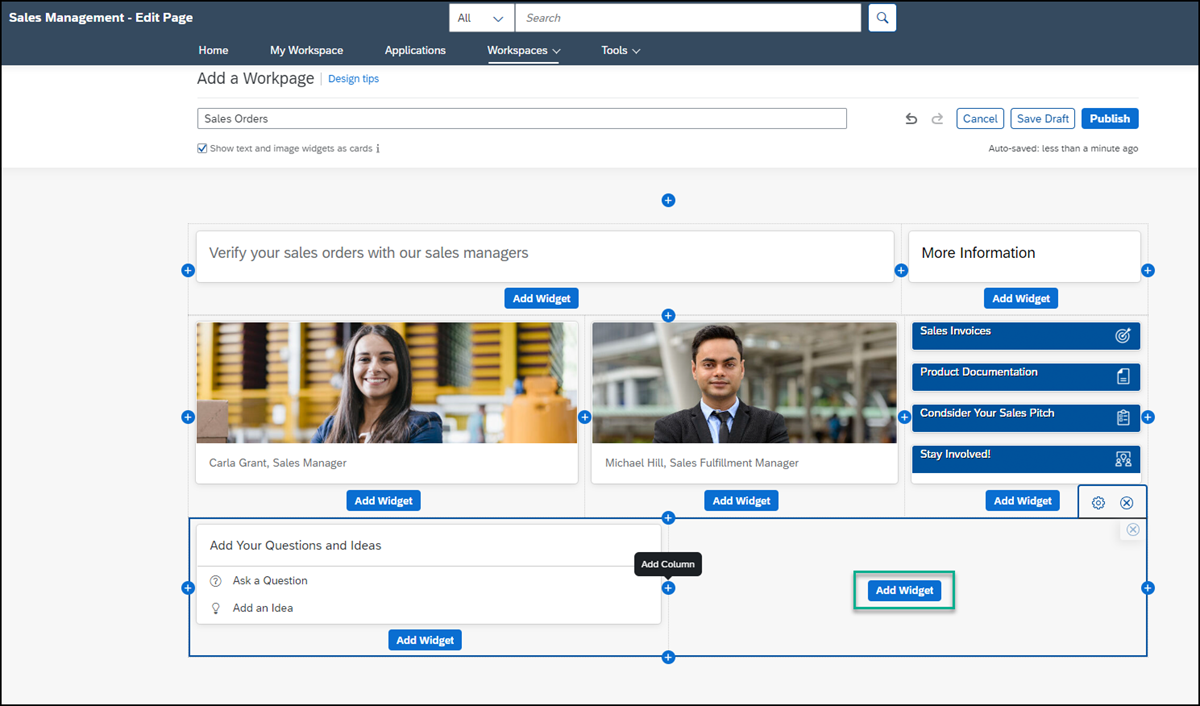 Sales Management - Edit Page
All
Search
Home
My Workspace
Applications
Workspaces
Tools
Add a Workpage
Design tips
Sales Orders
Cancel
Save Draft
Publish
Show text and image widgets as cards i
Auto-saved: less than a minute ago
Verify your sales orders with our sales managers
More Information
Add Widget
Add Widget
Sales Invoices
Product Documentation
Condsider Your Sales Pitch
Stay Involved!
Carla Grant, Sales Manager
Michael Hill, Sales Fulfillment Manager
Add Widget
Add Widget
Add Widget
Add Your Questions and Ideas
Add Column
Ask a Question
Add an Idea
Add Widget
Add Widget